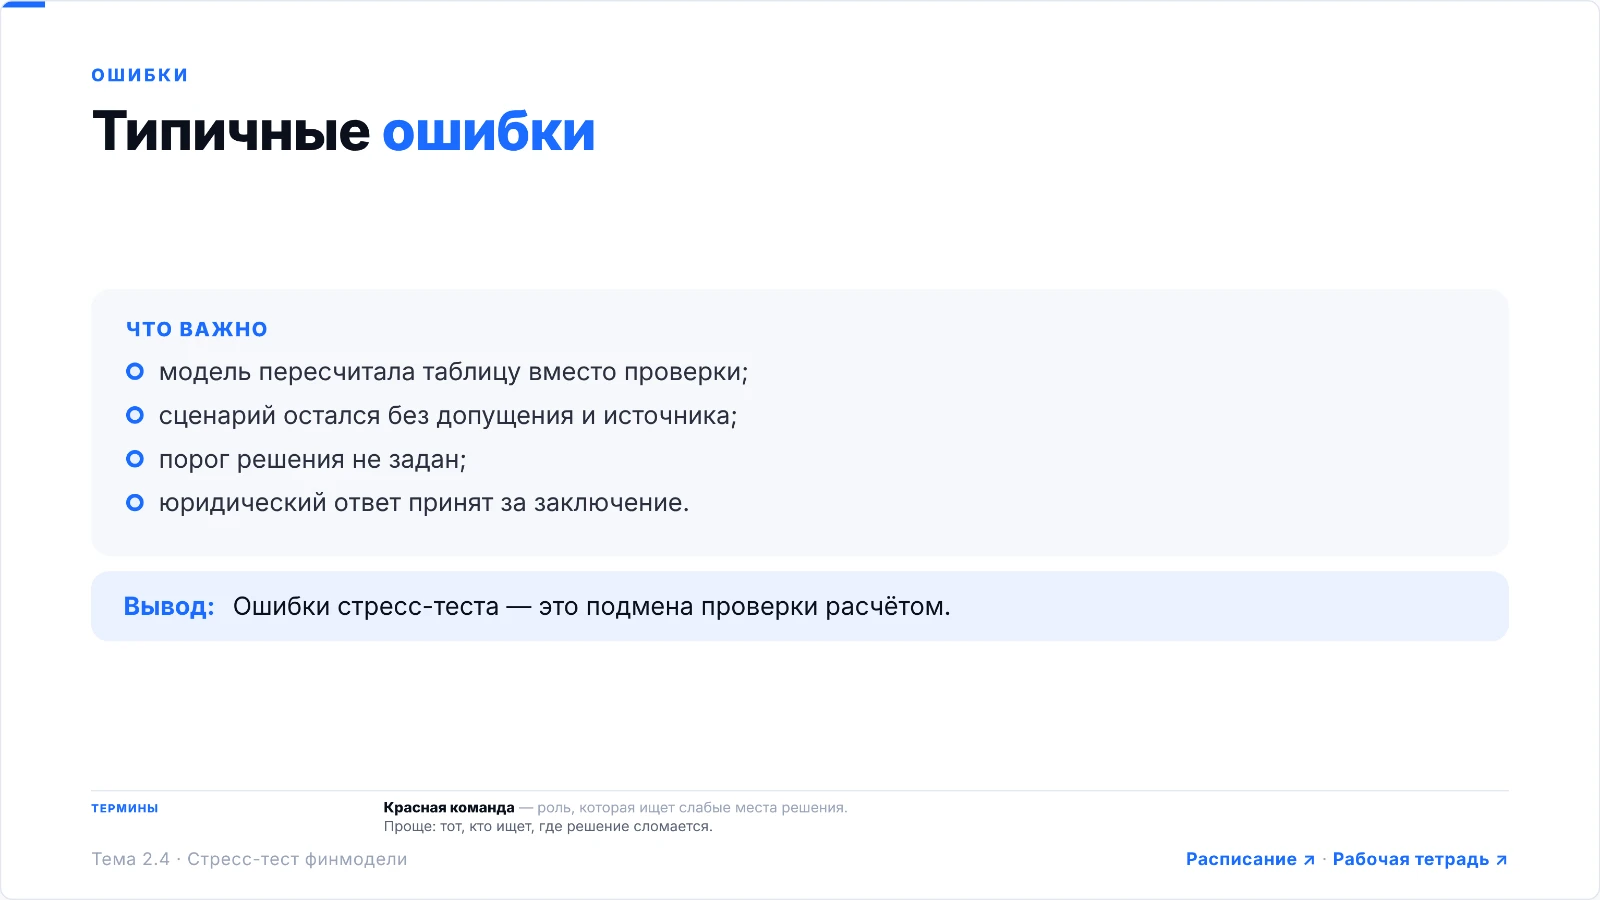 ОШИБКИ
Типичные ошибки
ЧТО ВАЖНО
модель пересчитала таблицу вместо проверки;
сценарий остался без допущения и источника;
порог решения не задан;
юридический ответ принят за заключение.
Вывод: Ошибки стресс-теста — это подмена проверки расчётом.
ТЕРМИНЫ
Красная команда — роль, которая ищет слабые места решения.
Проще: тот, кто ищет, где решение сломается.
Тема 2.4 · Стресс-тест финмодели
Расписание ↗ · Рабочая тетрадь ↗